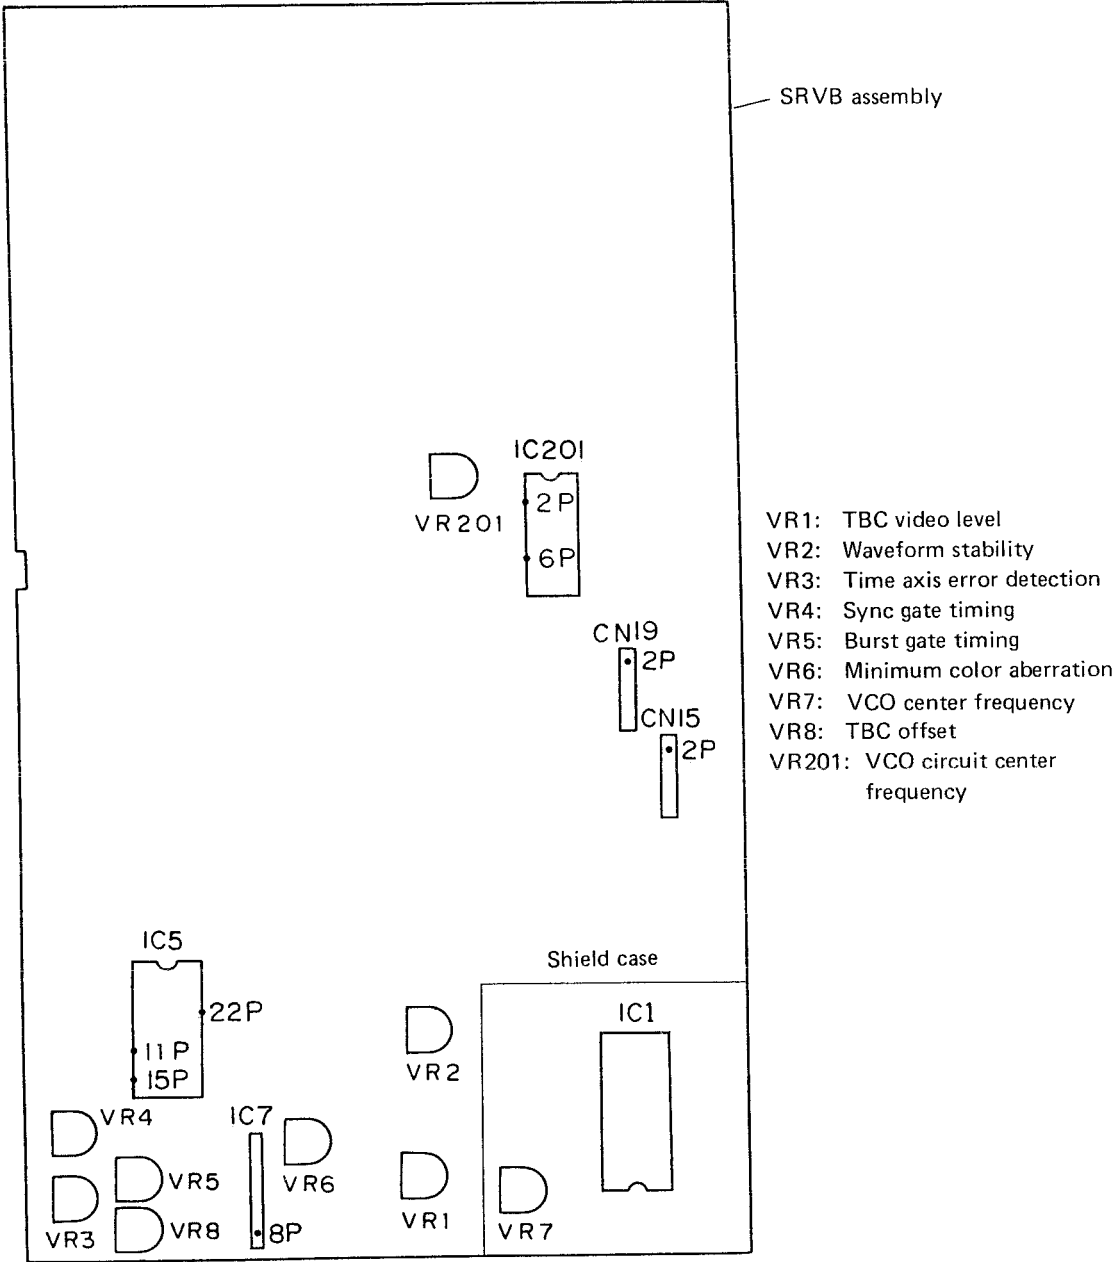 SRVB assembly
IC201
2P
VR201
6P
VR1: TBC video level
VR2: Waveform stability
VR3: Time axis error detection
VR4: Sync gate timing
VR5: Burst gate timing
VR6: Minimum color aberration
VR7: VCO center frequency
VR8: TBC offset
VR201: VCO circuit center
frequency
CN19
2P
CN15
2P
IC5
22P
11P
15P
Shield case
IC1
VR2
VR4
IC7
VR5
VR6
VR3
VR8
8P
VR1
VR7